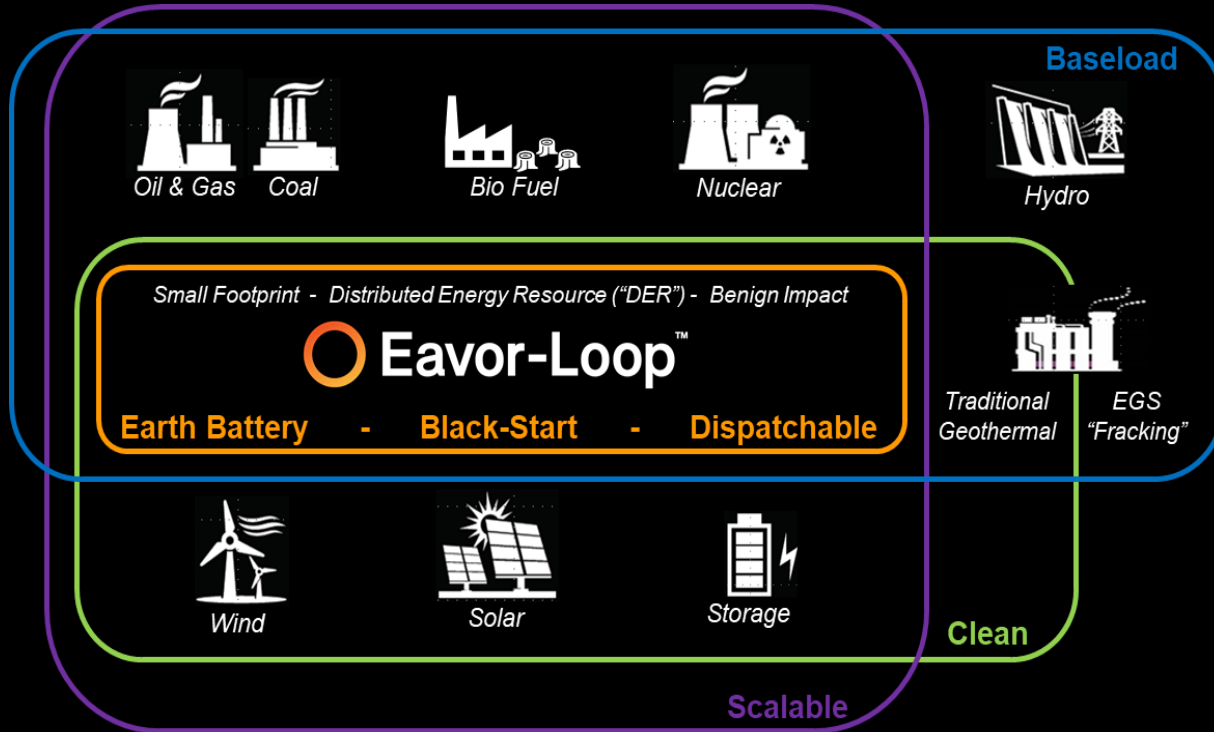 Baseload
Oil & Gas
Coal
Bio Fuel
Nuclear
Hydro
Small Footprint - Distributed Energy Resource (“DER”) - Benign Impact
Eavor-Loop™
Earth Battery - Black-Start - Dispatchable
Traditional
Geothermal
EGS
“Fracking”
Wind
Solar
Storage
Clean
Scalable